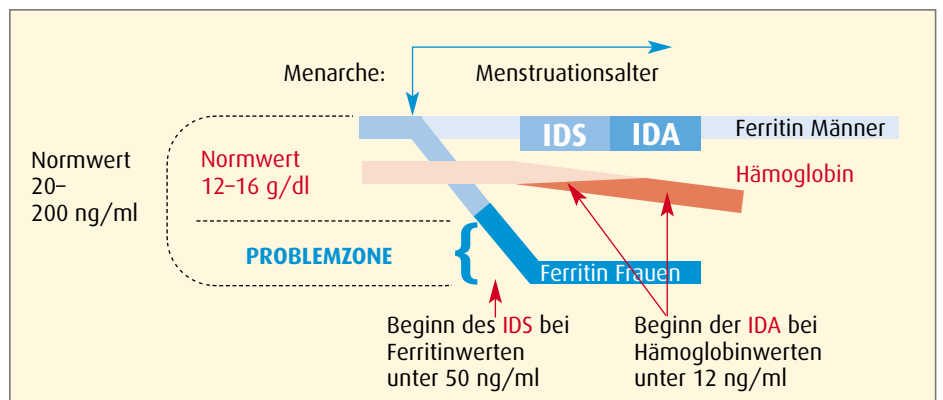 Menarche:
Menstruationsalter
IDS
IDA
Ferritin Männer
Normwert
20–
200 ng/ml
Normwert
12–16 g/dl
Hämoglobin
PROBLEMZONE
Ferritin Frauen
Beginn des IDS bei
Ferritinwerten
unter 50 ng/ml
Beginn der IDA bei
Hämoglobinwerten
unter 12 ng/ml